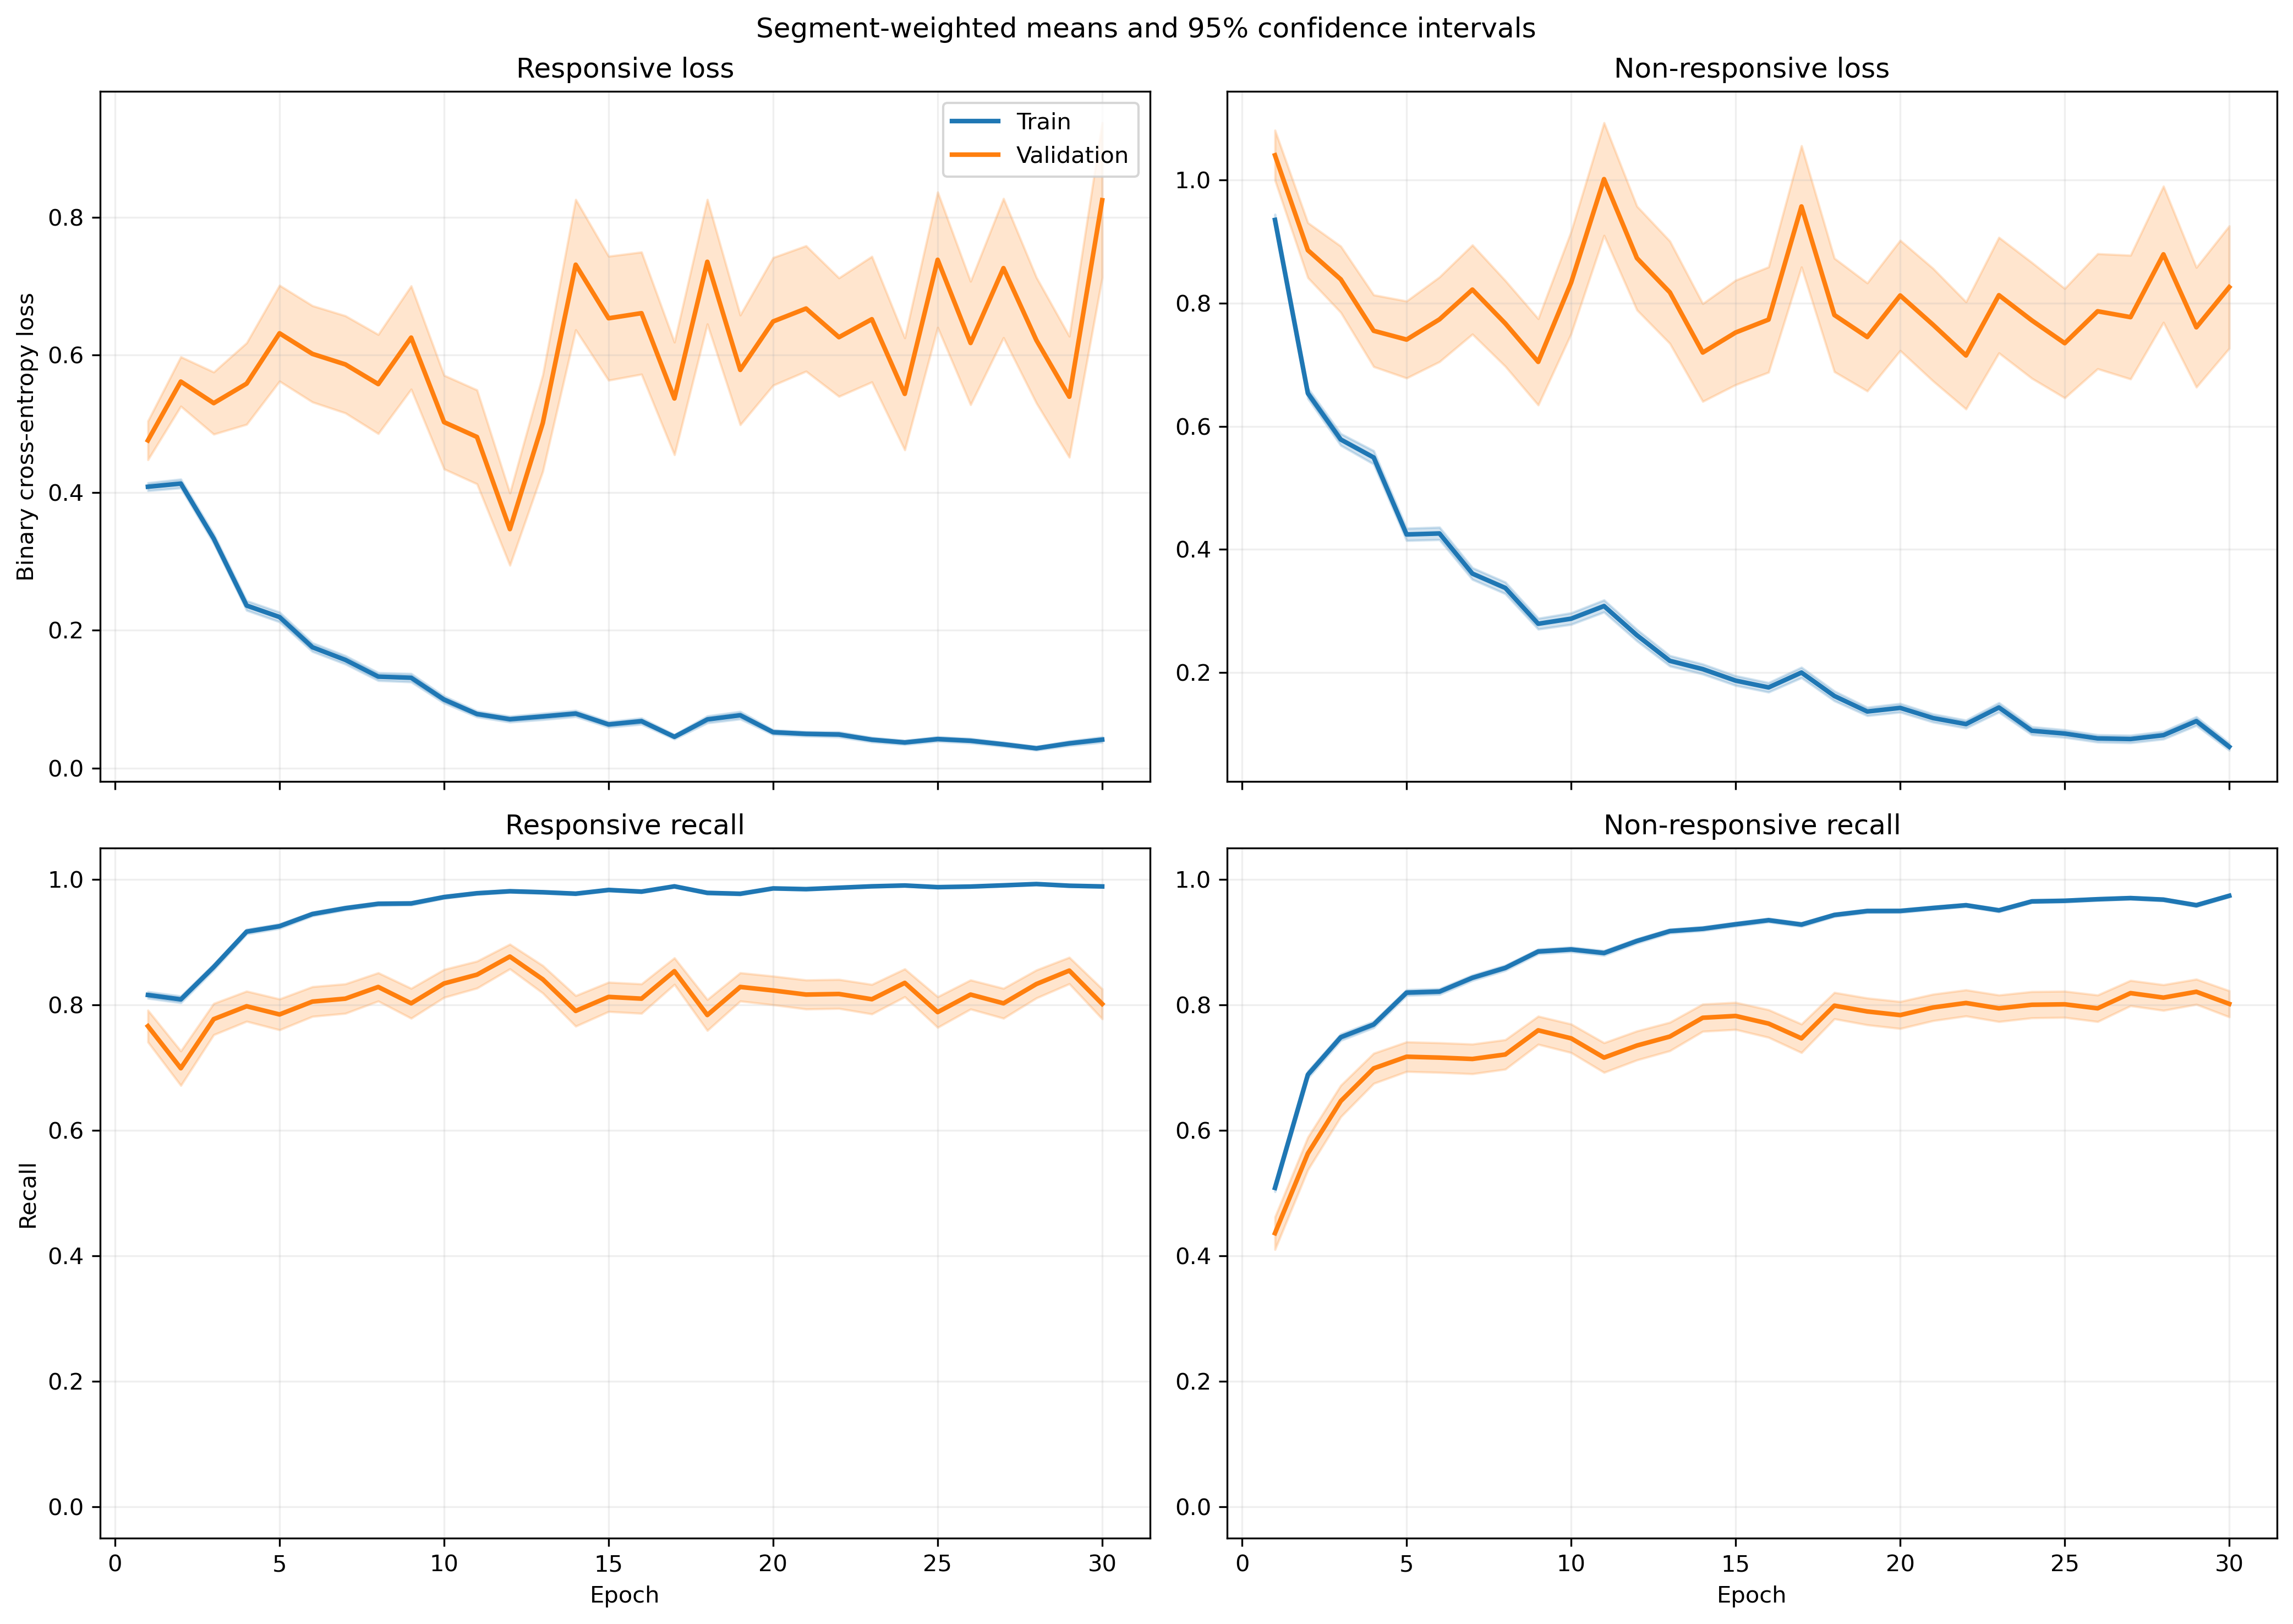 Segment-weighted means and 95% confidence intervals
Responsive loss
Non-responsive loss
Train
Validation
Binary cross-entropy loss
0.8
0.6
0.4
0.2
0.0
1.0
0.8
0.6
0.4
0.2
Responsive recall
Non-responsive recall
Recall
1.0
0.8
0.6
0.4
0.2
0.0
1.0
0.8
0.6
0.4
0.2
0.0
0 5 10 15 20 25 30
0 5 10 15 20 25 30
Epoch
Epoch